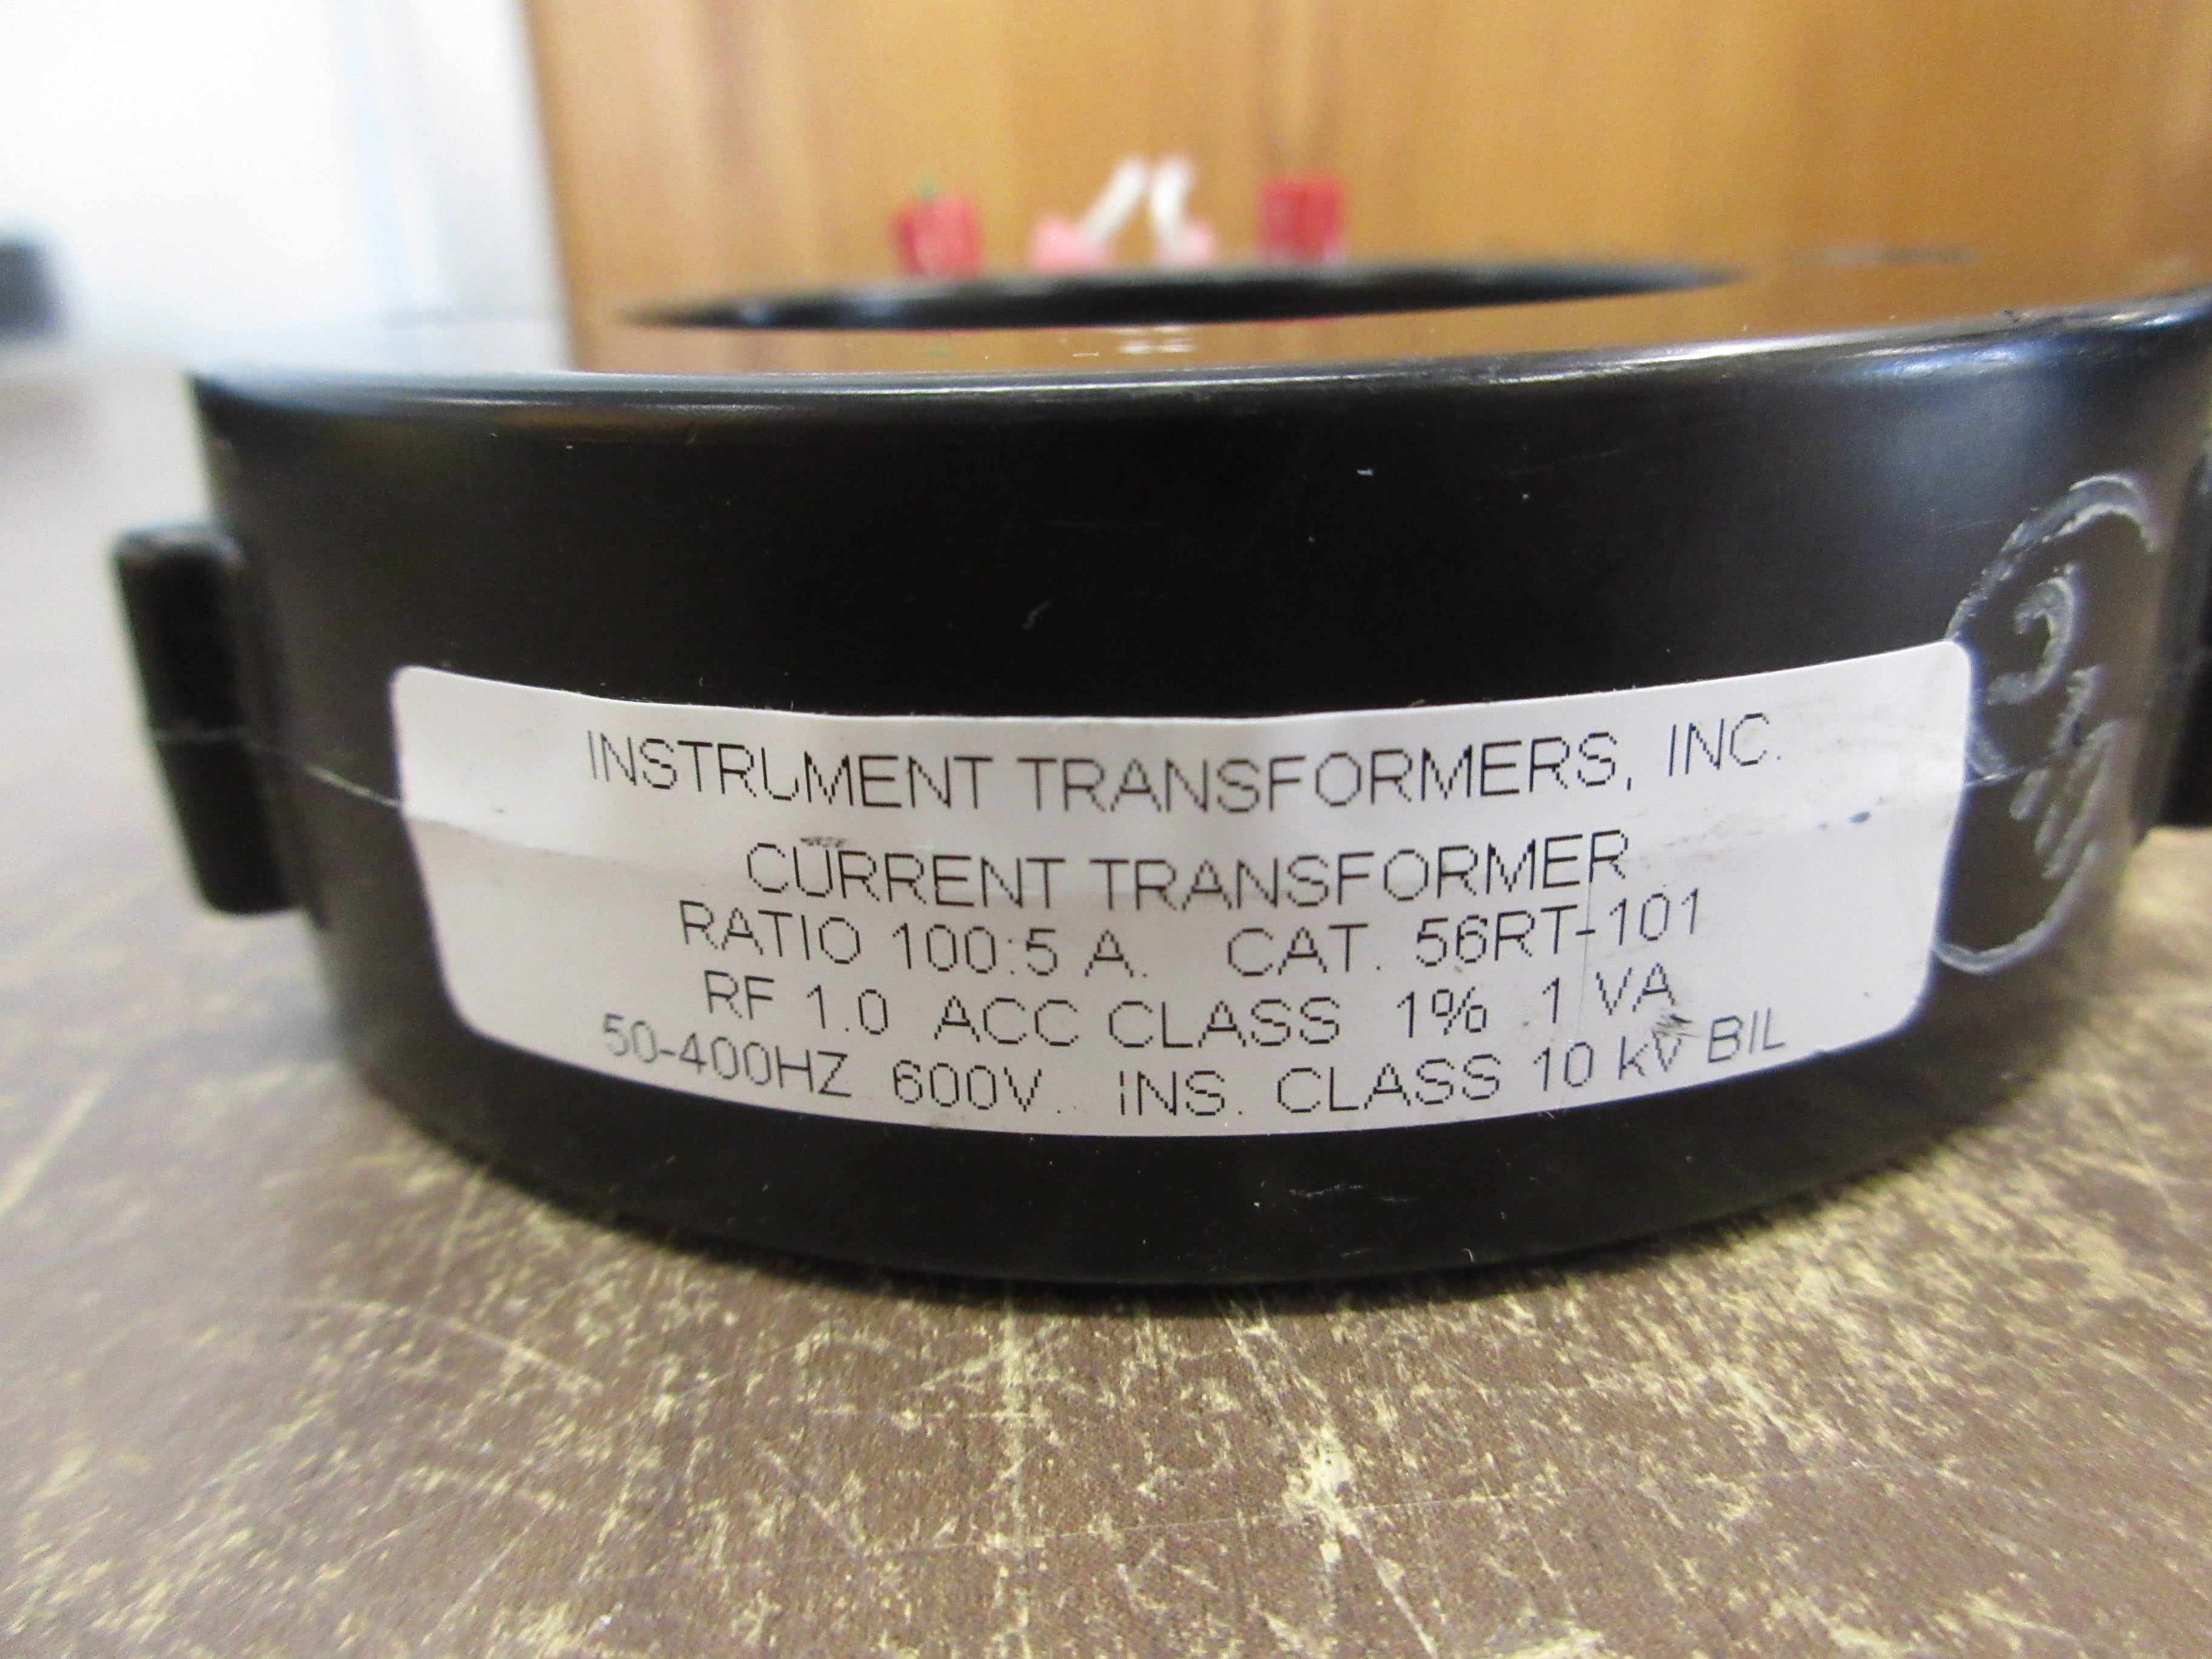 INSTRUMENT TRANSFORMERS, INC.
CURRENT TRANSFORMER
RATIO 100:5 A. CAT. 56RT-101
RF 1.0 ACC CLASS 1% 1 VA
50-400HZ 600V. INS. CLASS 10 kV BIL